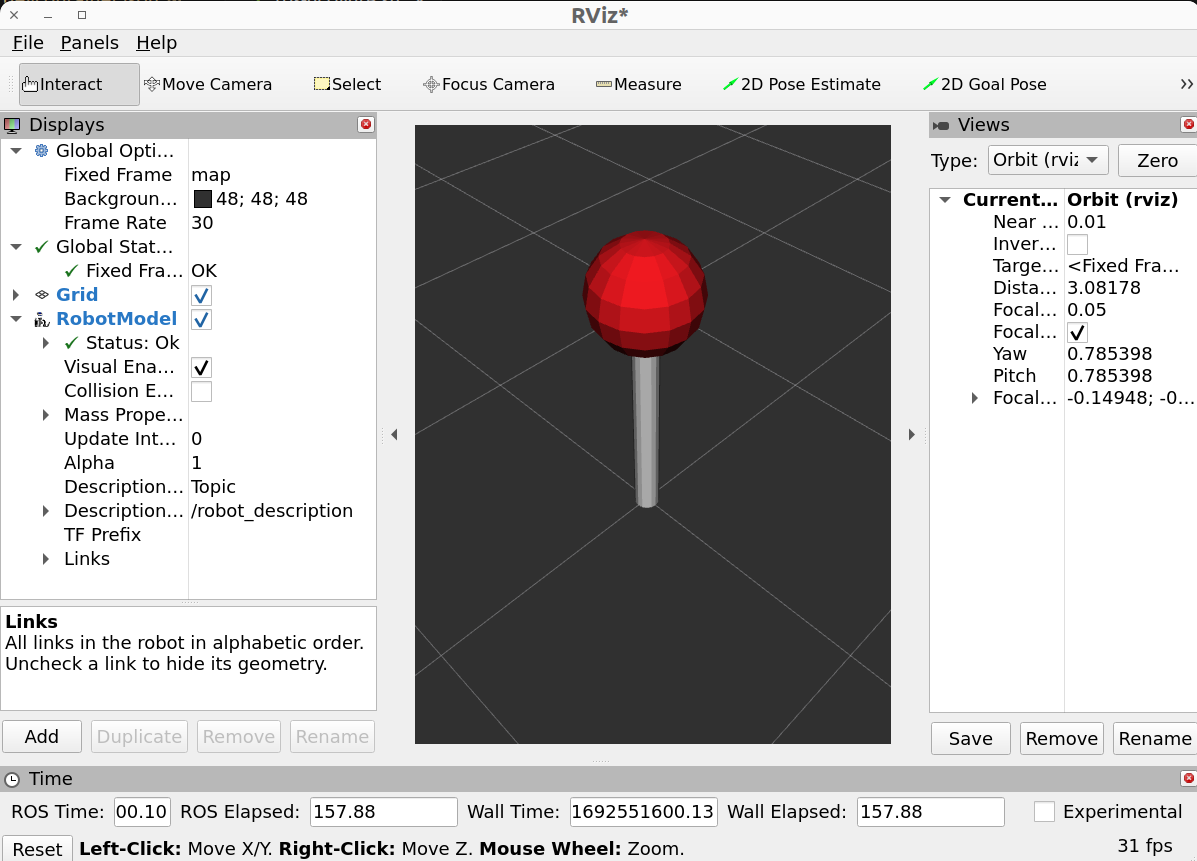 RViz*
File Panels Help
Interact Move Camera Select Focus Camera Measure 2D Pose Estimate 2D Goal Pose
Displays
Global Opti...
Fixed Frame map
Backgroun... 48; 48; 48
Frame Rate 30
Global Stat...
Fixed Fra... OK
Grid
RobotModel
Status: Ok
Visual Ena...
Collision E...
Mass Prope...
Update Int... 0
Alpha 1
Description... Topic
Description... /robot_description
TF Prefix
Links
Links
All links in the robot in alphabetic order.
Uncheck a link to hide its geometry.
Add Duplicate Remove Rename
Views
Type: Orbit (rviz Zero
Current... Orbit (rviz)
Near ... 0.01
Inver...
Targe... <Fixed Fra...
Dista... 3.08178
Focal... 0.05
Focal...
Yaw 0.785398
Pitch 0.785398
Focal... -0.14948; -0...
Save Remove Rename
Time
ROS Time: 00.10 ROS Elapsed: 157.88 Wall Time: 1692551600.13 Wall Elapsed: 157.88 Experimental
Reset Left-Click: Move X/Y. Right-Click: Move Z. Mouse Wheel: Zoom. 31 fps